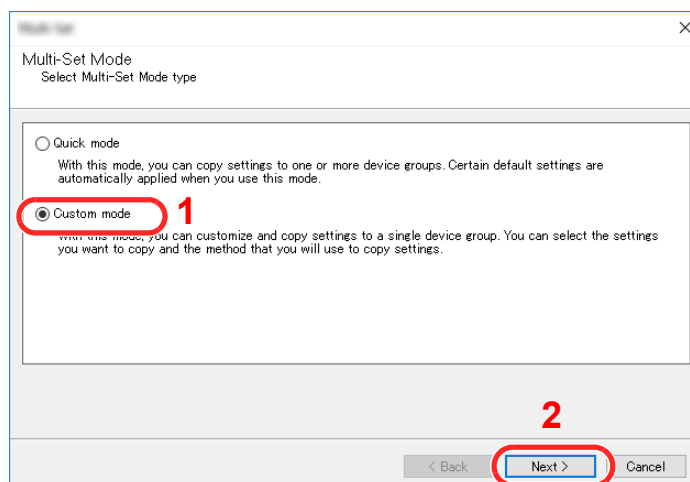 Multi-Set Mode
Select Multi-Set Mode type
Quick mode
With this mode, you can copy settings to one or more device groups. Certain default settings are
automatically applied when you use this mode.
Custom mode
1
With this mode, you can customize and copy settings to a single device group. You can select the settings
you want to copy and the method that you will use to copy settings.
2
< Back
Next >
Cancel